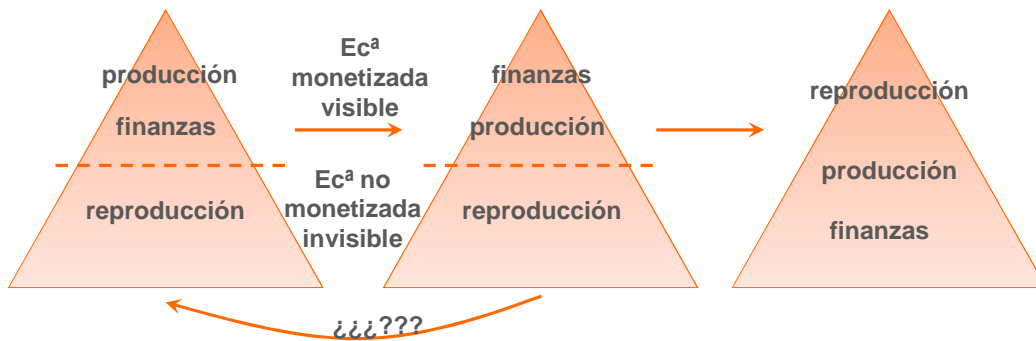 producción
finanzas
reproducción
Ecª
monetizada
visible
Ecª no
monetizada
invisible
finanzas
producción
reproducción
reproducción
producción
finanzas
¿¿¿???